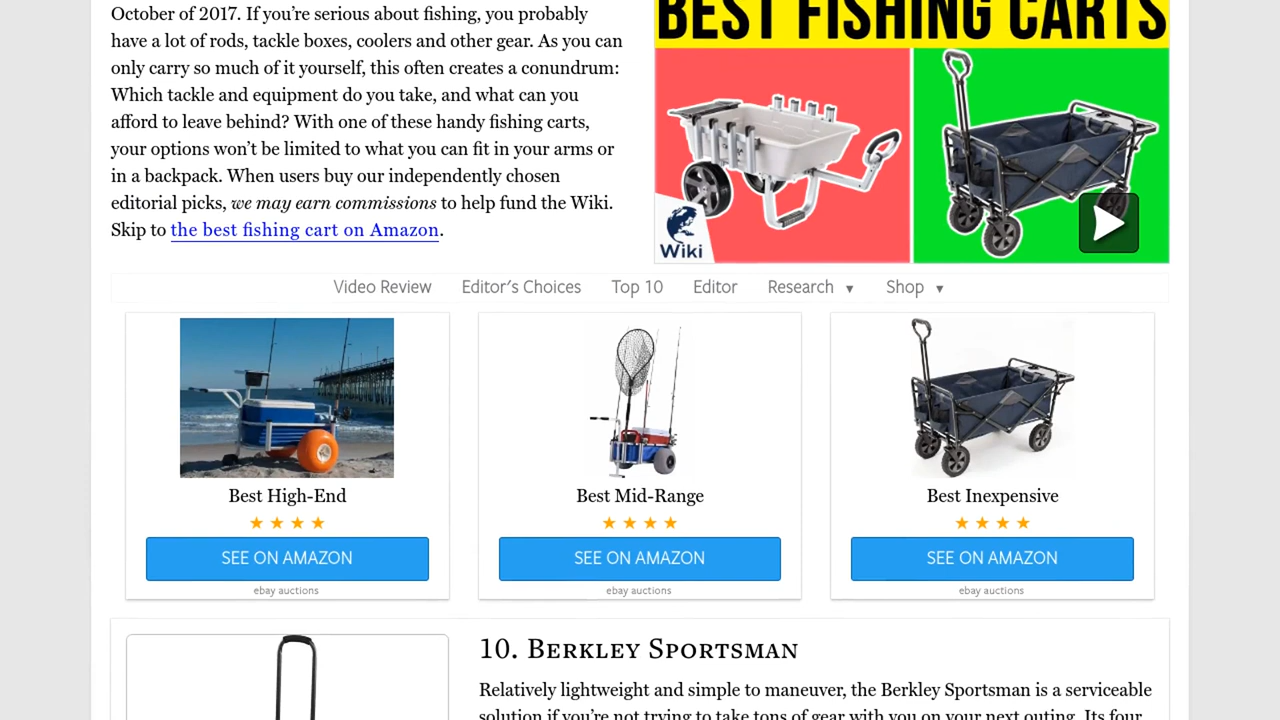 October of 2017. If you're serious about fishing, you probably
have a lot of rods, tackle boxes, coolers and other gear. As you can
only carry so much of it yourself, this often creates a conundrum:
Which tackle and equipment do you take, and what can you
afford to leave behind? With one of these handy fishing carts,
your options won't be limited to what you can fit in your arms or
in a backpack. When users buy our independently chosen
editorial picks, we may earn commissions to help fund the Wiki.
Skip to the best fishing cart on Amazon.
BEST FISHING CARTS
Wiki
Video Review Editor's Choices Top 10 Editor Research ▼ Shop ▼
Best High-End
★ ★ ★ ★
SEE ON AMAZON
ebay auctions
Best Mid-Range
★ ★ ★ ★
SEE ON AMAZON
ebay auctions
Best Inexpensive
★ ★ ★ ★
SEE ON AMAZON
ebay auctions
10. Berkley Sportsman
Relatively lightweight and simple to maneuver, the Berkley Sportsman is a serviceable
solution if you're not trying to take tons of gear with you on your next outing. Its four